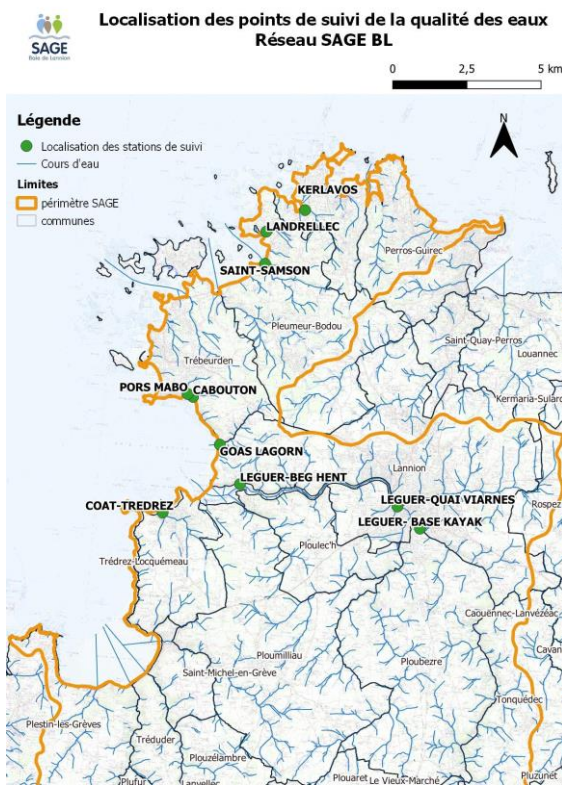 Localisation des points de suivi de la qualité des eaux
Réseau SAGE BL
SAGE
Baie de Lannion
0 2,5 5 km
Légende
Localisation des stations de suivi
Cours d'eau
Limites
périmètre SAGE
communes
N
KERLAVOS
LANDRELLEC
Perros-Guirec
SAINT-SAMSON
Pleumeur-Bodou
Saint-Quay-Perros
Louannec
Trébeurden
Kermaria-Sulard
PORS MABO
CABOUTON
GOAS LAGORN
Lannion
LEGUER-BEG HENT
LEGUER-QUAI VIARNES
Rospez
COAT-TREDREZ
LEGUER- BASE KAYAK
Ploulec'h
Trédrez-Locquémeau
Caouënnec-Lanvézéac
Cavan
Ploumilliau
Ploubezre
Saint-Michel-en-Grève
Tonquédec
Plestin-les-Grèves
Tréduder
Plouzélambre
Plufur
Lanvellec
Plouaret
Le Vieux-Marché
Pluzunet